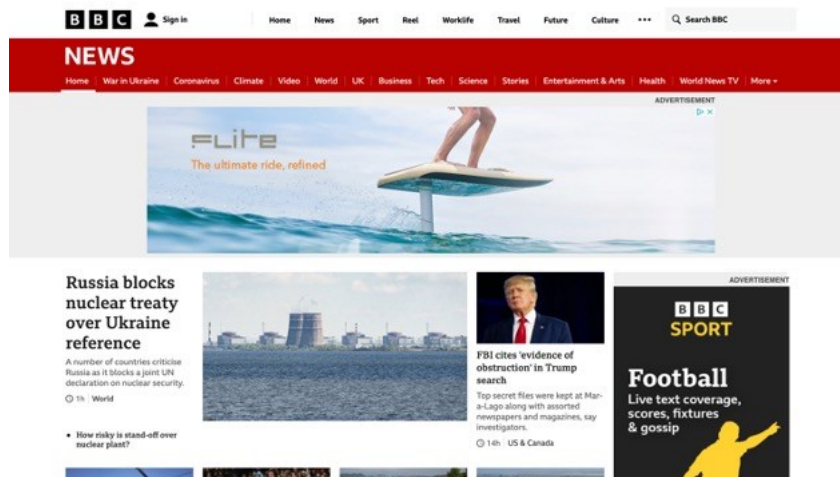 BBC Sign in Home News Sport Reel Worklife Travel Future Culture ••• Search BBC
NEWS
Home War in Ukraine Coronavirus Climate Video World UK Business Tech Science Stories Entertainment & Arts Health World News TV More
ADVERTISEMENT
FLITE
The ultimate ride, refined
Russia blocks
nuclear treaty
over Ukraine
reference
A number of countries criticise
Russia as it blocks a joint UN
declaration on nuclear security.
1h World
• How risky is stand-off over
nuclear plant?
FBI cites 'evidence of
obstruction' in Trump
search
Top secret files were kept at Mar-
a-Lago along with assorted
newspapers and magazines, say
investigators.
14h US & Canada
ADVERTISEMENT
BBC
SPORT
Football
Live text coverage,
scores, fixtures
& gossip